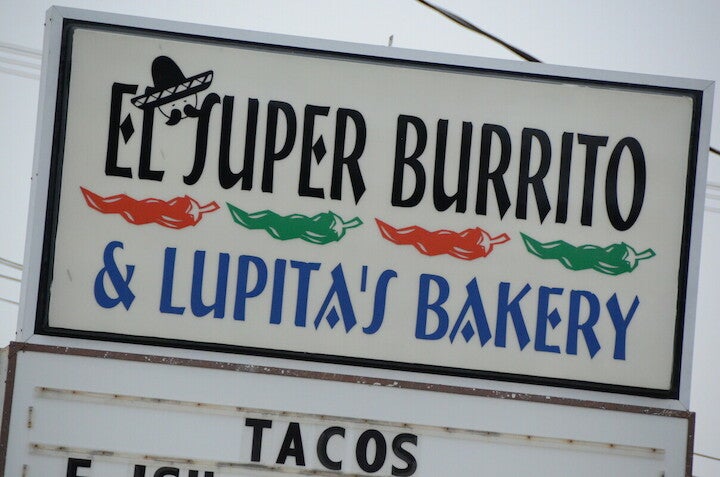 EL SUPER BURRITO
& LUPITA'S BAKERY
TACOS